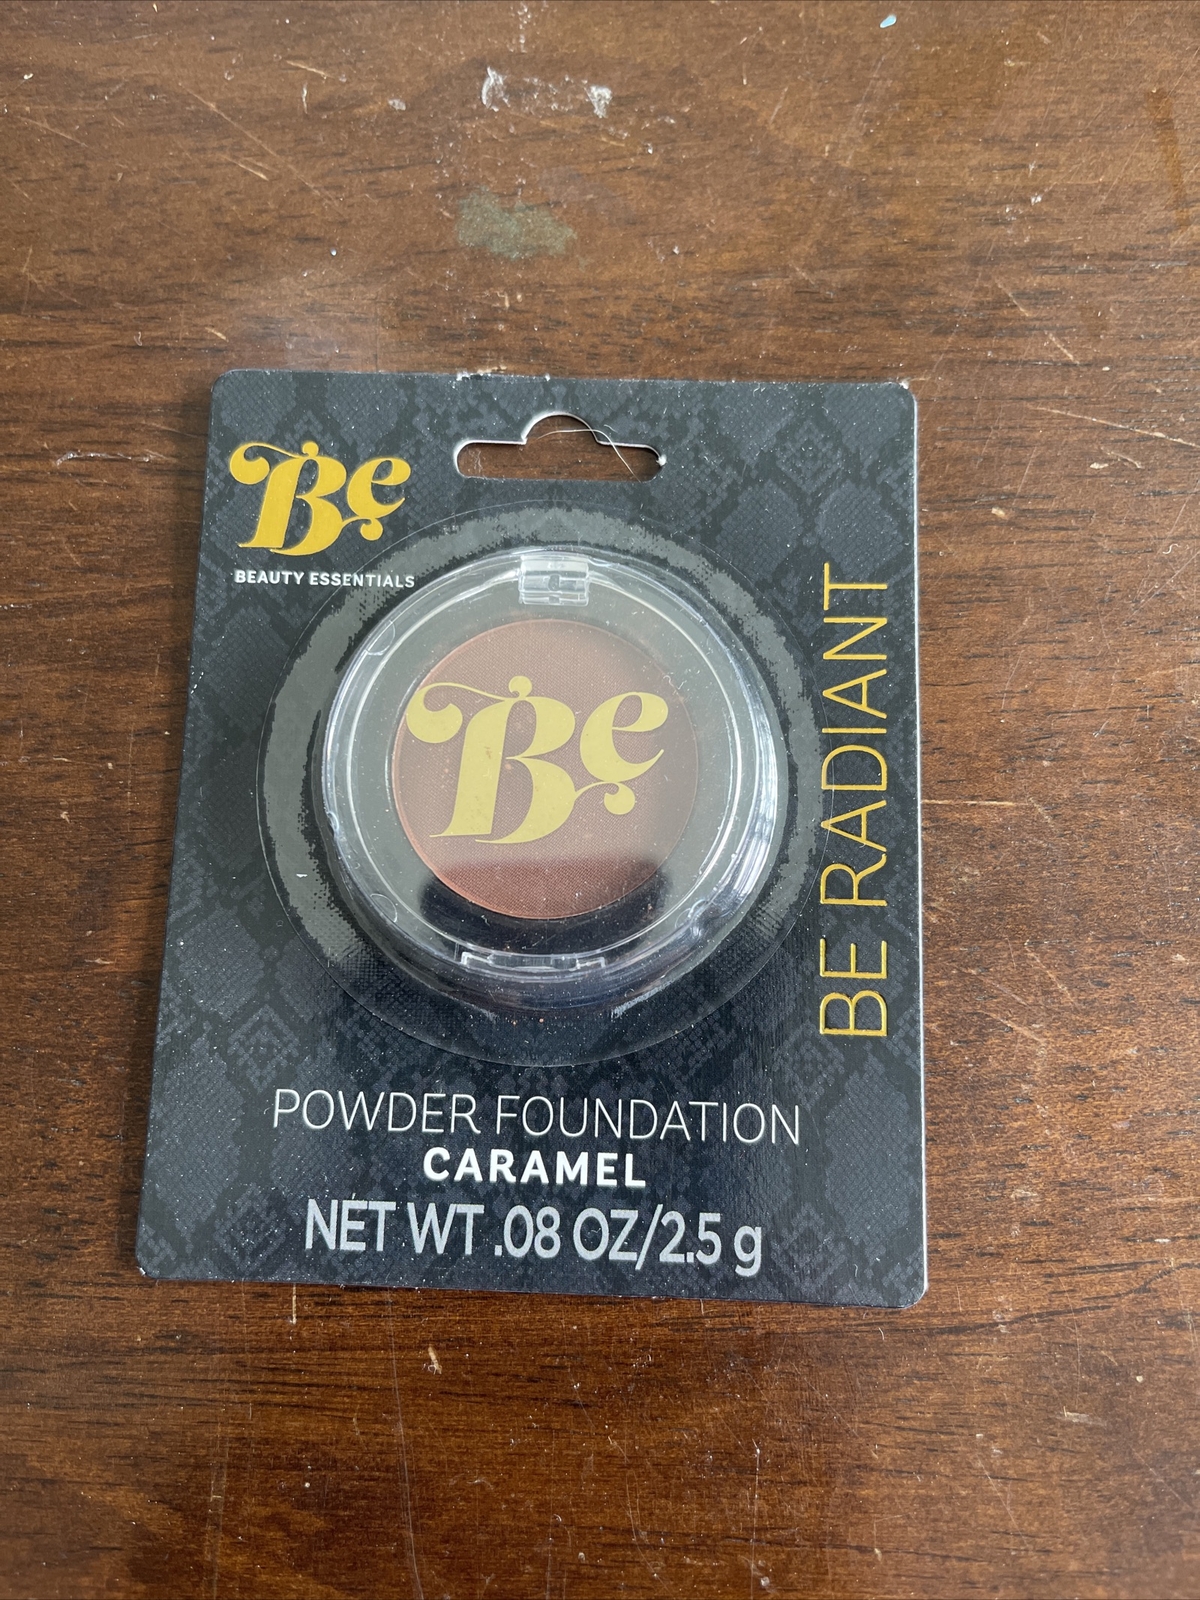 Be
BEAUTY ESSENTIALS
Be
BE RADIANT
POWDER FOUNDATION
CARAMEL
NET WT .08 OZ/2.5 g